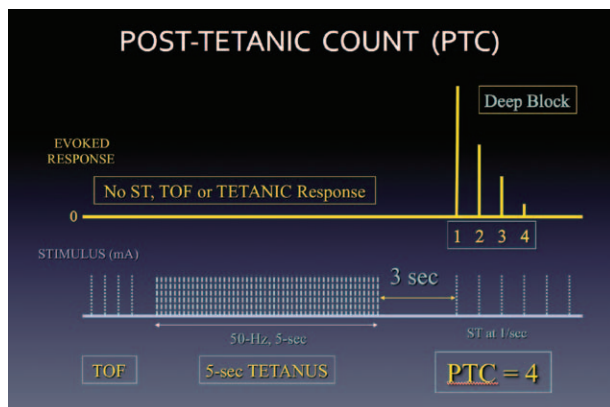 POST-TETANIC COUNT (PTC)
Deep Block
EVOKED
RESPONSE
No ST, TOF or TETANIC Response
0
1 2 3 4
STIMULUS (mA)
3 sec
50-Hz, 5-sec
ST at 1/sec
TOF
5-sec TETANUS
PTC = 4